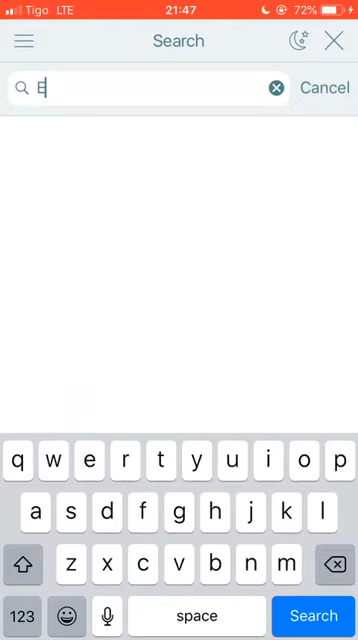 Tigo LTE 21:47 72%
Search
E Cancel
q w e r t y u i o p
a s d f g h j k l
z x c v b n m
123 space Search